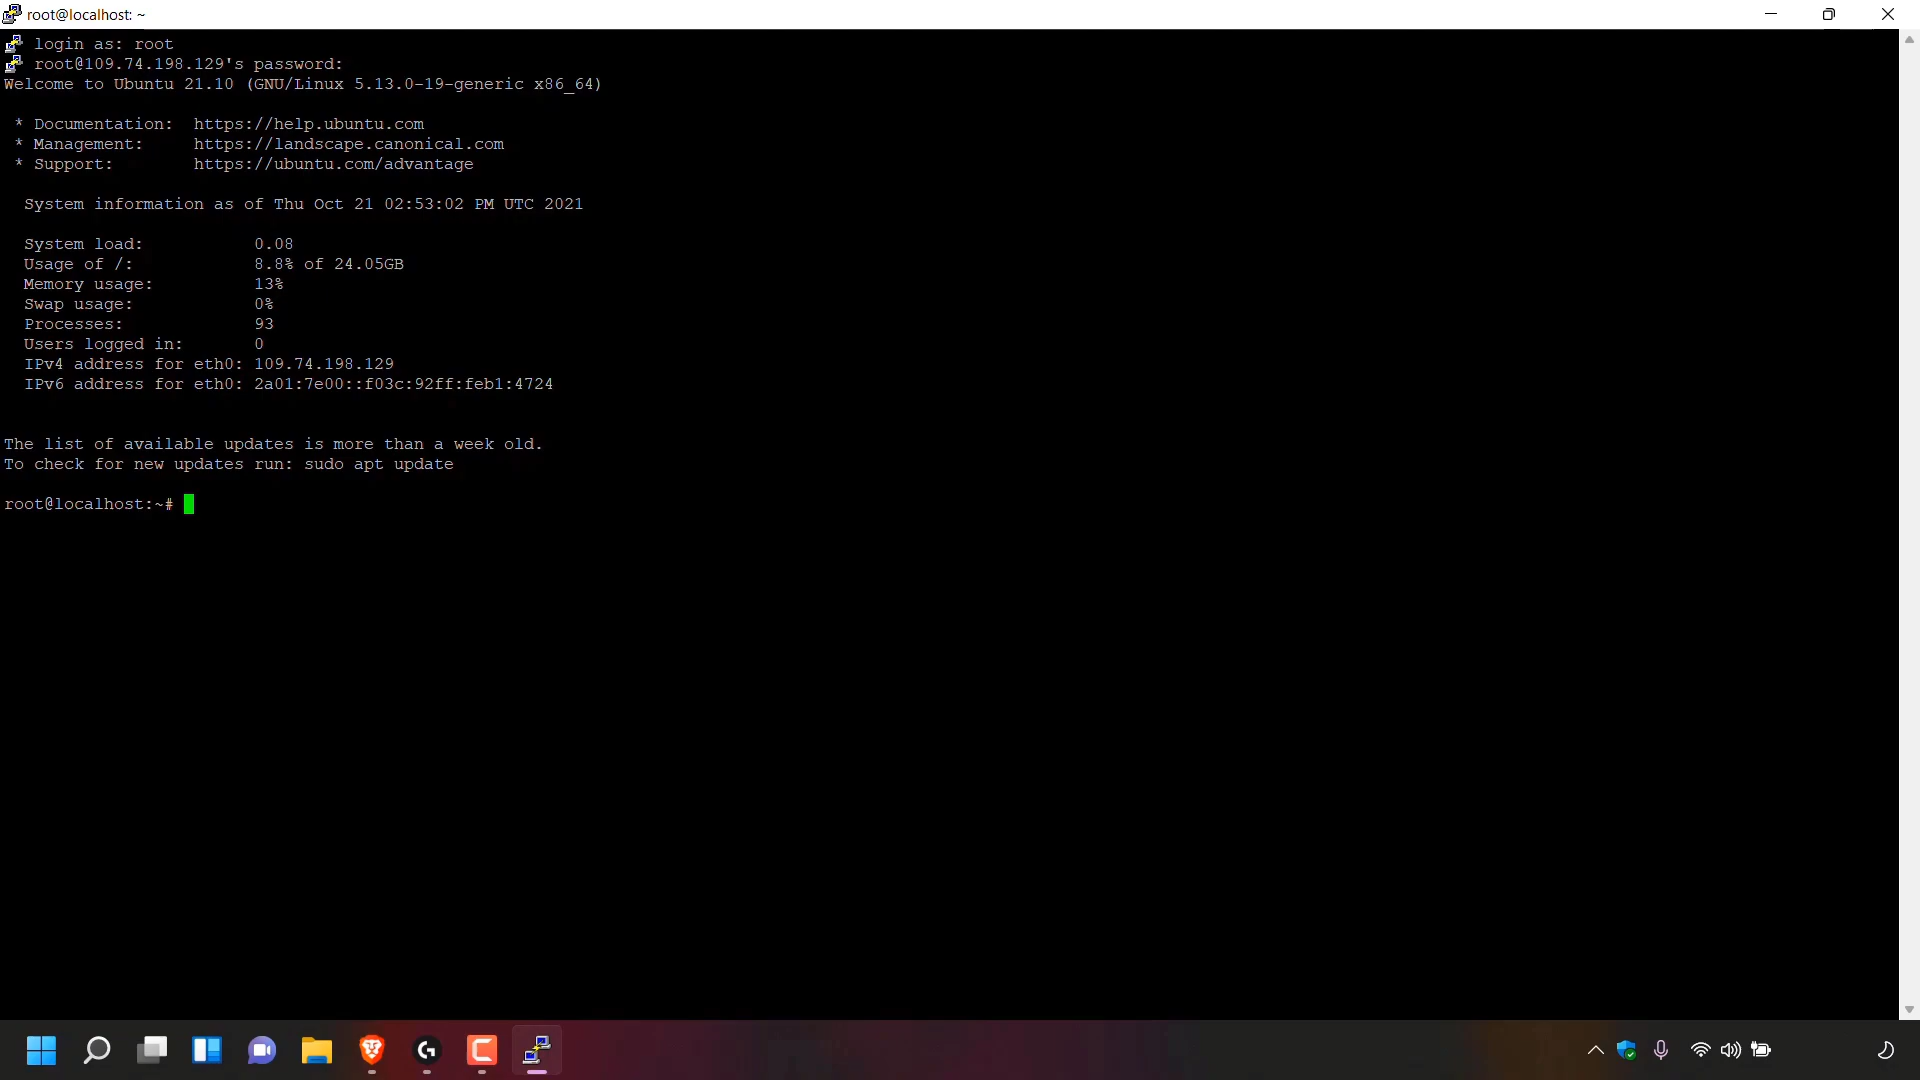 root@localhost: ~
login as: root
root@109.74.198.129's password:
Welcome to Ubuntu 21.10 (GNU/Linux 5.13.0-19-generic x86_64)
* Documentation:  https://help.ubuntu.com
* Management:     https://landscape.canonical.com
* Support:        https://ubuntu.com/advantage
System information as of Thu Oct 21 02:53:02 PM UTC 2021
System load:           0.08
Usage of /:            8.8% of 24.05GB
Memory usage:          13%
Swap usage:            0%
Processes:             93
Users logged in:       0
IPv4 address for eth0: 109.74.198.129
IPv6 address for eth0: 2a01:7e00::f03c:92ff:feb1:4724
The list of available updates is more than a week old.
To check for new updates run: sudo apt update
root@localhost:~#